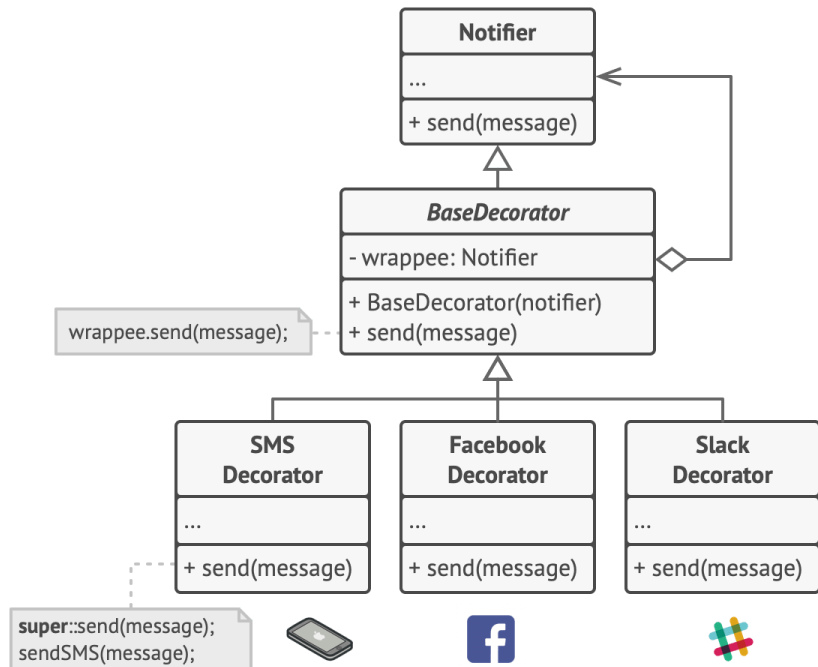 Notifier
...
+ send(message)
BaseDecorator
- wrappee: Notifier
+ BaseDecorator(notifier)
+ send(message)
wrappee.send(message);
SMS
Decorator
...
+ send(message)
Facebook
Decorator
...
+ send(message)
Slack
Decorator
...
+ send(message)
super::send(message);
sendSMS(message);